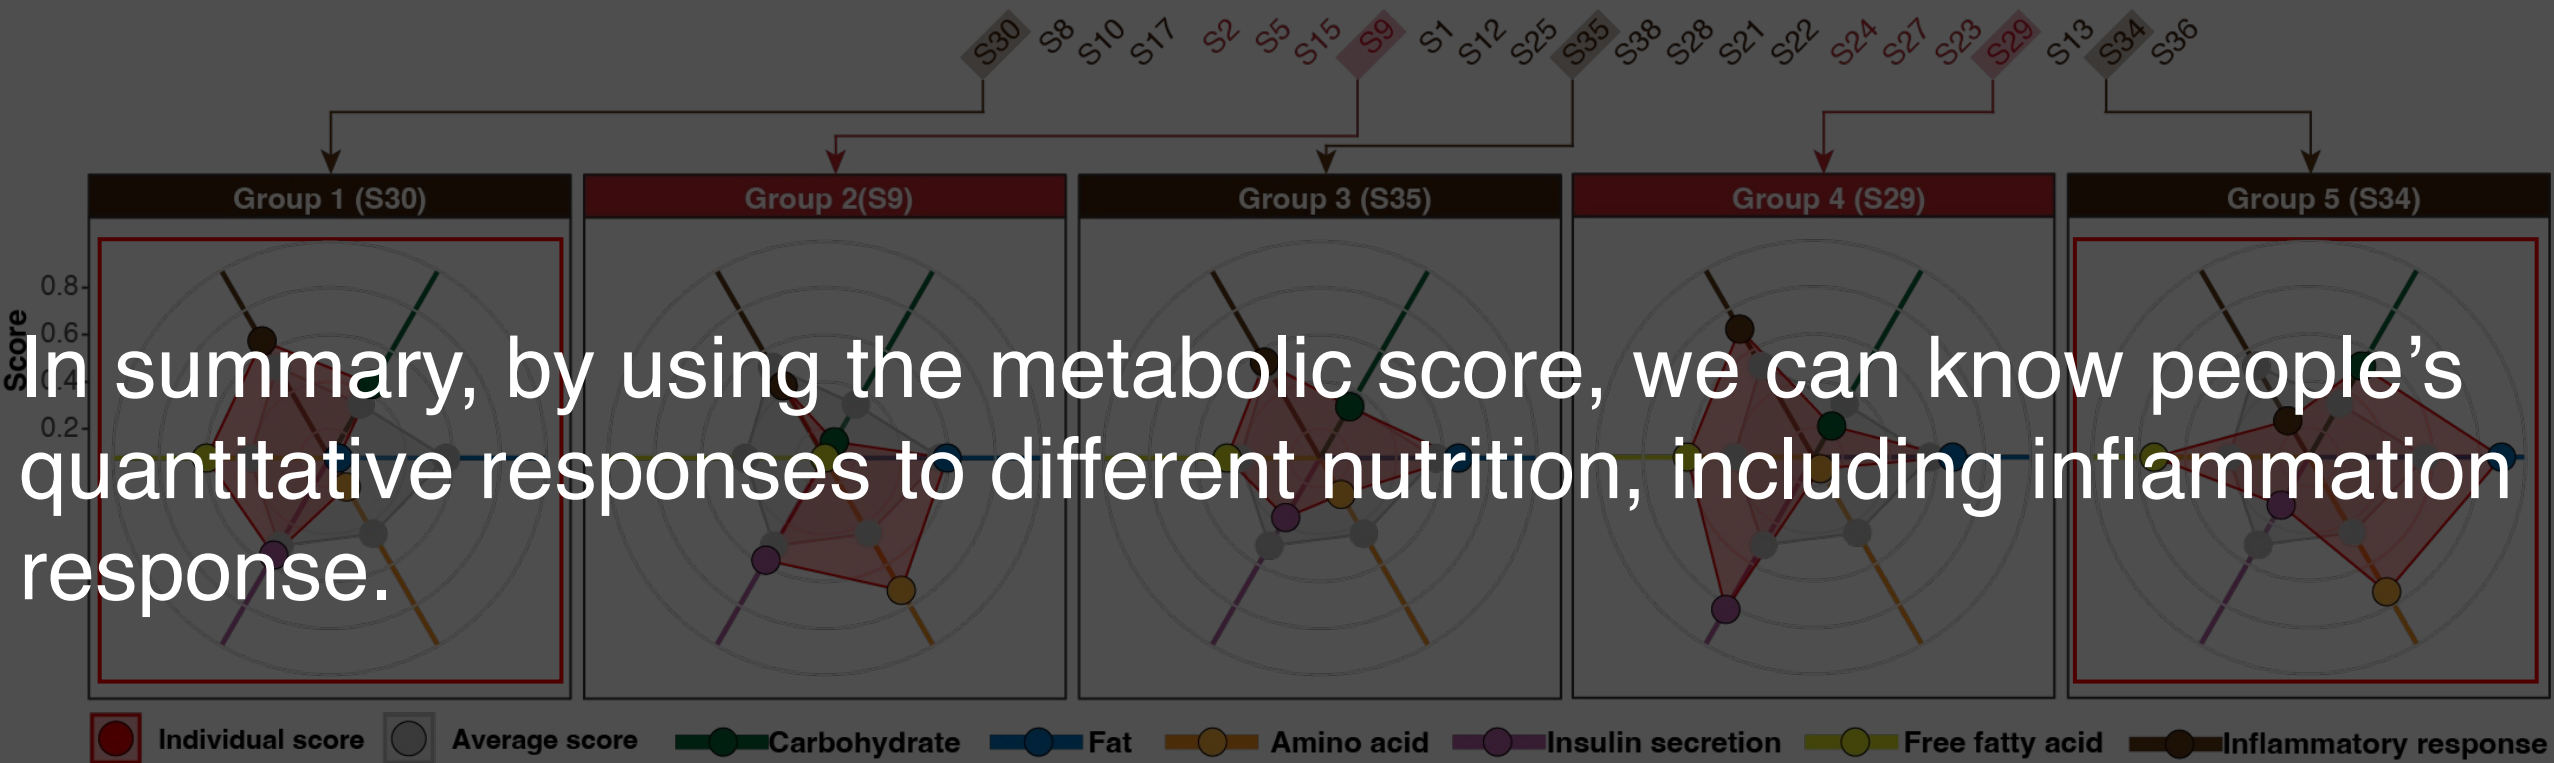 S30 S8 S10 S17 S2 S5 S15 S9 S1 S12 S25 S35 S38 S28 S21 S22 S24 S27 S23 S29 S13 S34 S36
Group 1 (S30)
Group 2(S9)
Group 3 (S35)
Group 4 (S29)
Group 5 (S34)
Score
0.8
0.6
0.4
0.2
In summary, by using the metabolic score, we can know people’s
quantitative responses to different nutrition, including inflammation
response.
Individual score Average score Carbohydrate Fat Amino acid Insulin secretion Free fatty acid Inflammatory response